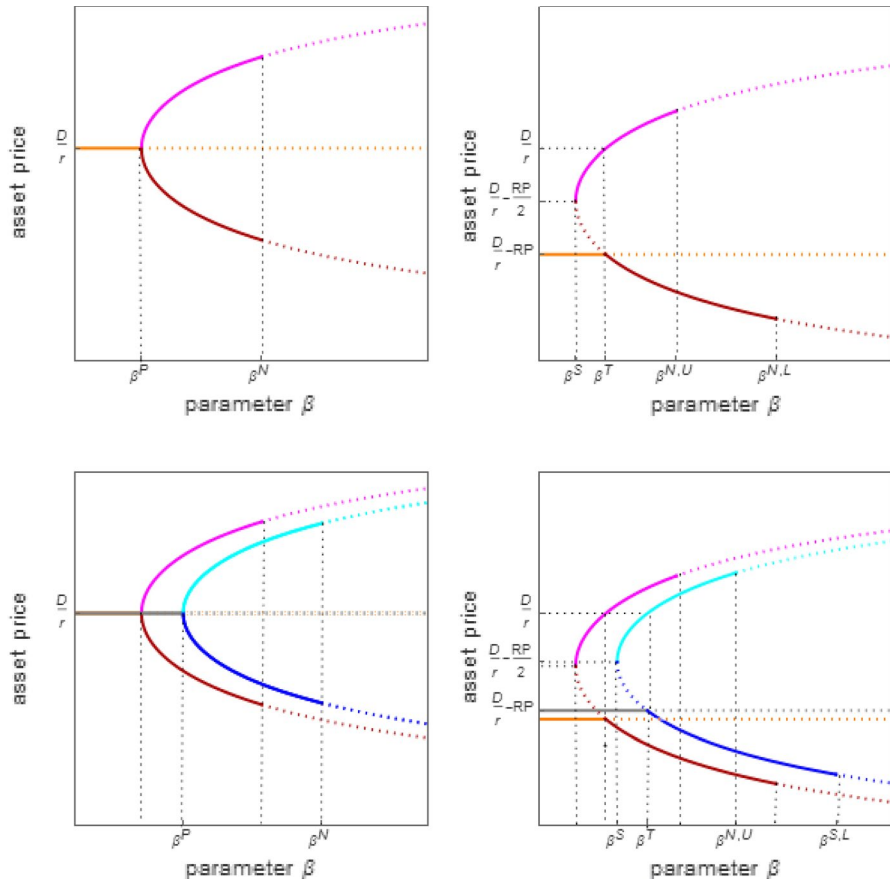 asset price
D/r
β^P
β^N
parameter β
asset price
D/r
D/r - RP/2
D/r -RP
β^S
β^T
β^N,U
β^N,L
parameter β
asset price
D/r
β^P
β^N
parameter β
asset price
D/r
D/r - RP/2
D/r -RP
β^S
β^T
β^N,U
β^S,L
parameter β